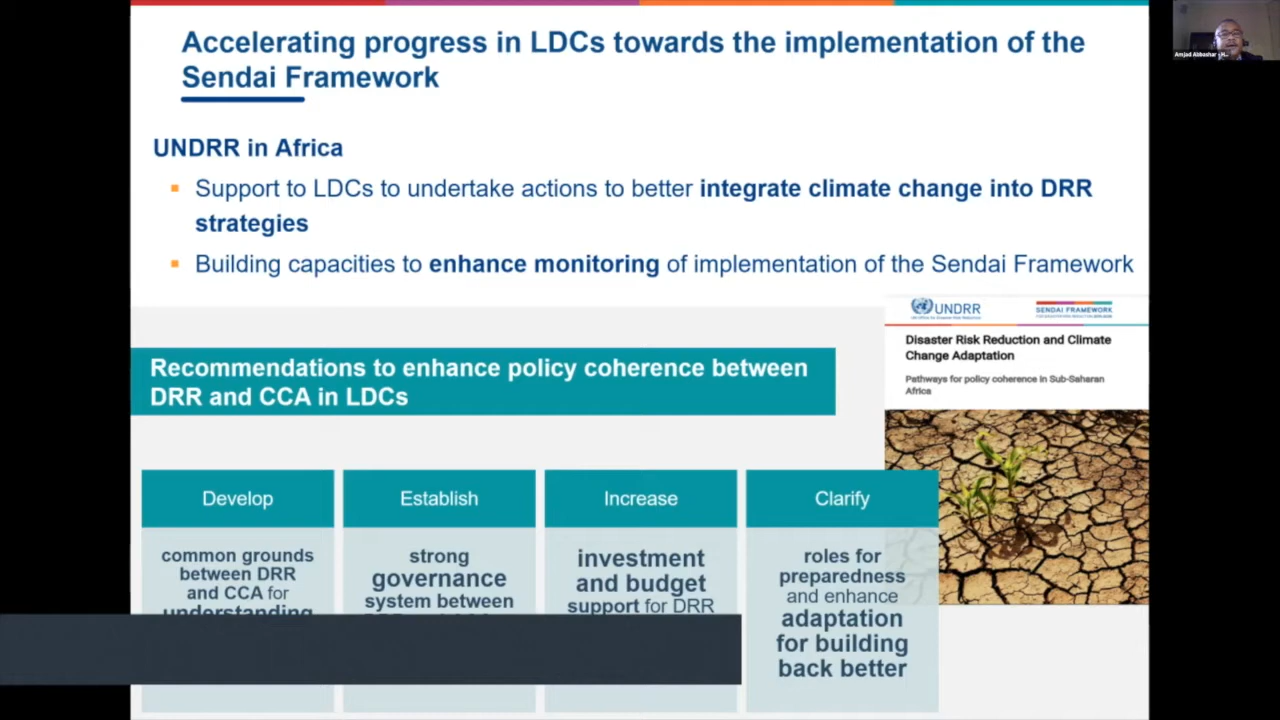 Accelerating progress in LDCs towards the implementation of the
Sendai Framework
UNDRR in Africa
Support to LDCs to undertake actions to better integrate climate change into DRR
strategies
Building capacities to enhance monitoring of implementation of the Sendai Framework
UNDRR
SENDAI FRAMEWORK
Disaster Risk Reduction and Climate
Change Adaptation
Pathways for policy coherence in Sub-Saharan
Africa
Recommendations to enhance policy coherence between
DRR and CCA in LDCs
Develop
common grounds
between DRR
and CCA for
understanding
Establish
strong
governance
system between
Increase
investment
and budget
support for DRR
Clarify
roles for
preparedness
and enhance
adaptation
for building
back better
Amjad Abbashar